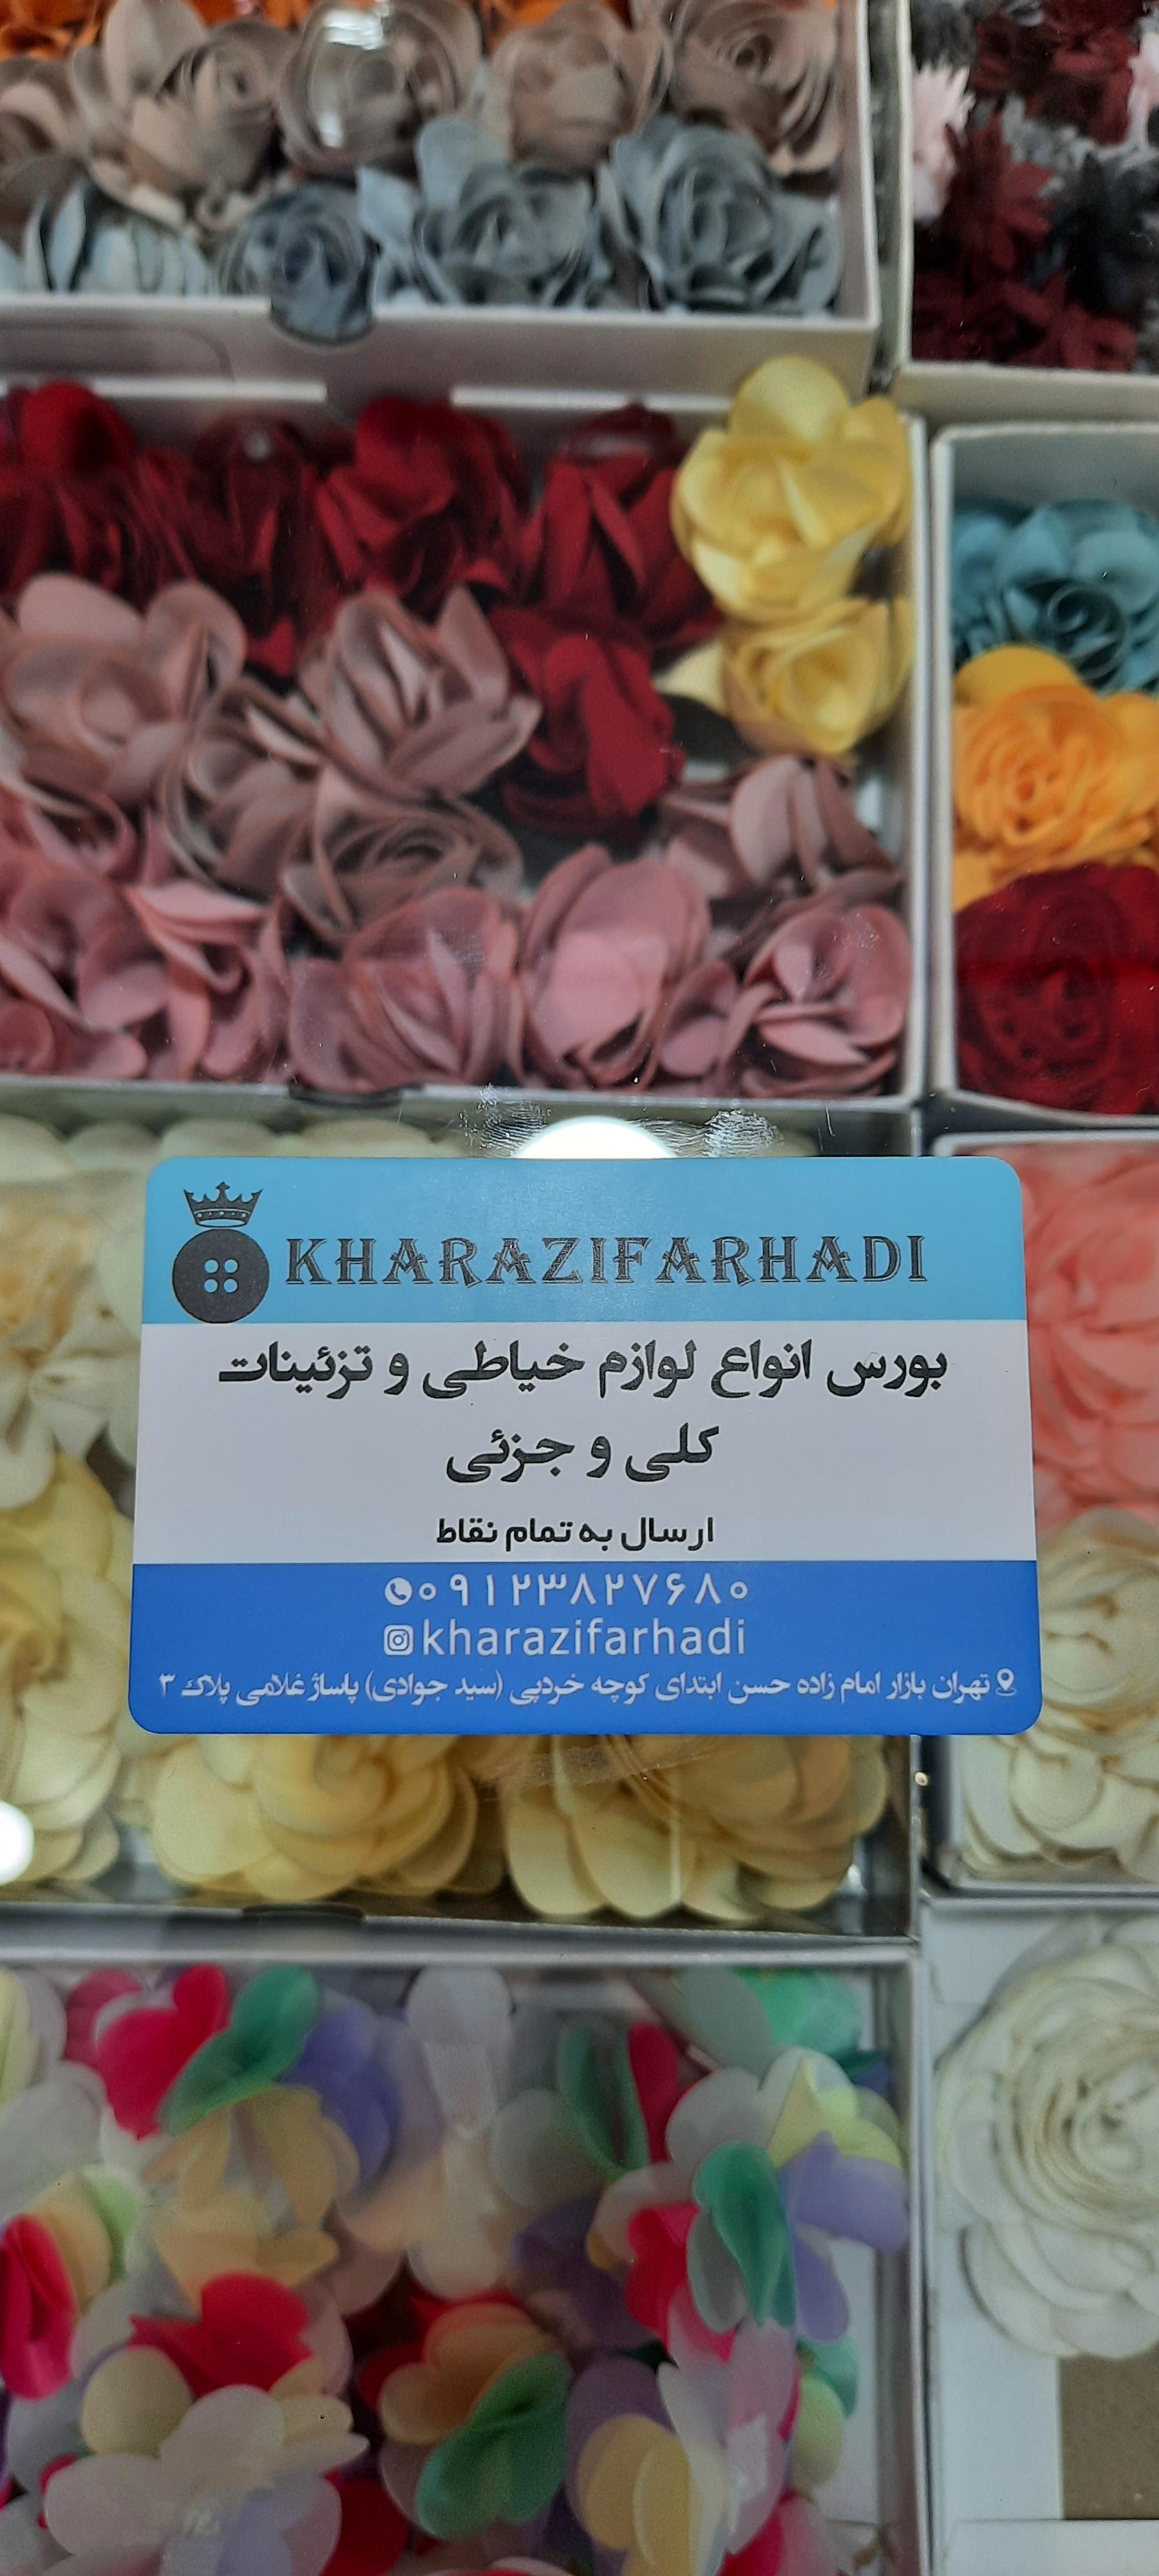 KHARAZIFARHADI
بورس انواع لوازم خیاطی و تزئینات
کلی و جزئی
ارسال به تمام نقاط
۰۹۱۲۳۸۲۷۶۸۰
kharazifarhadi
تهران بازار امام زاده حسن ابتدای کوچه خردپی (سید جوادی) پاساژ غلامی پلاک ۳